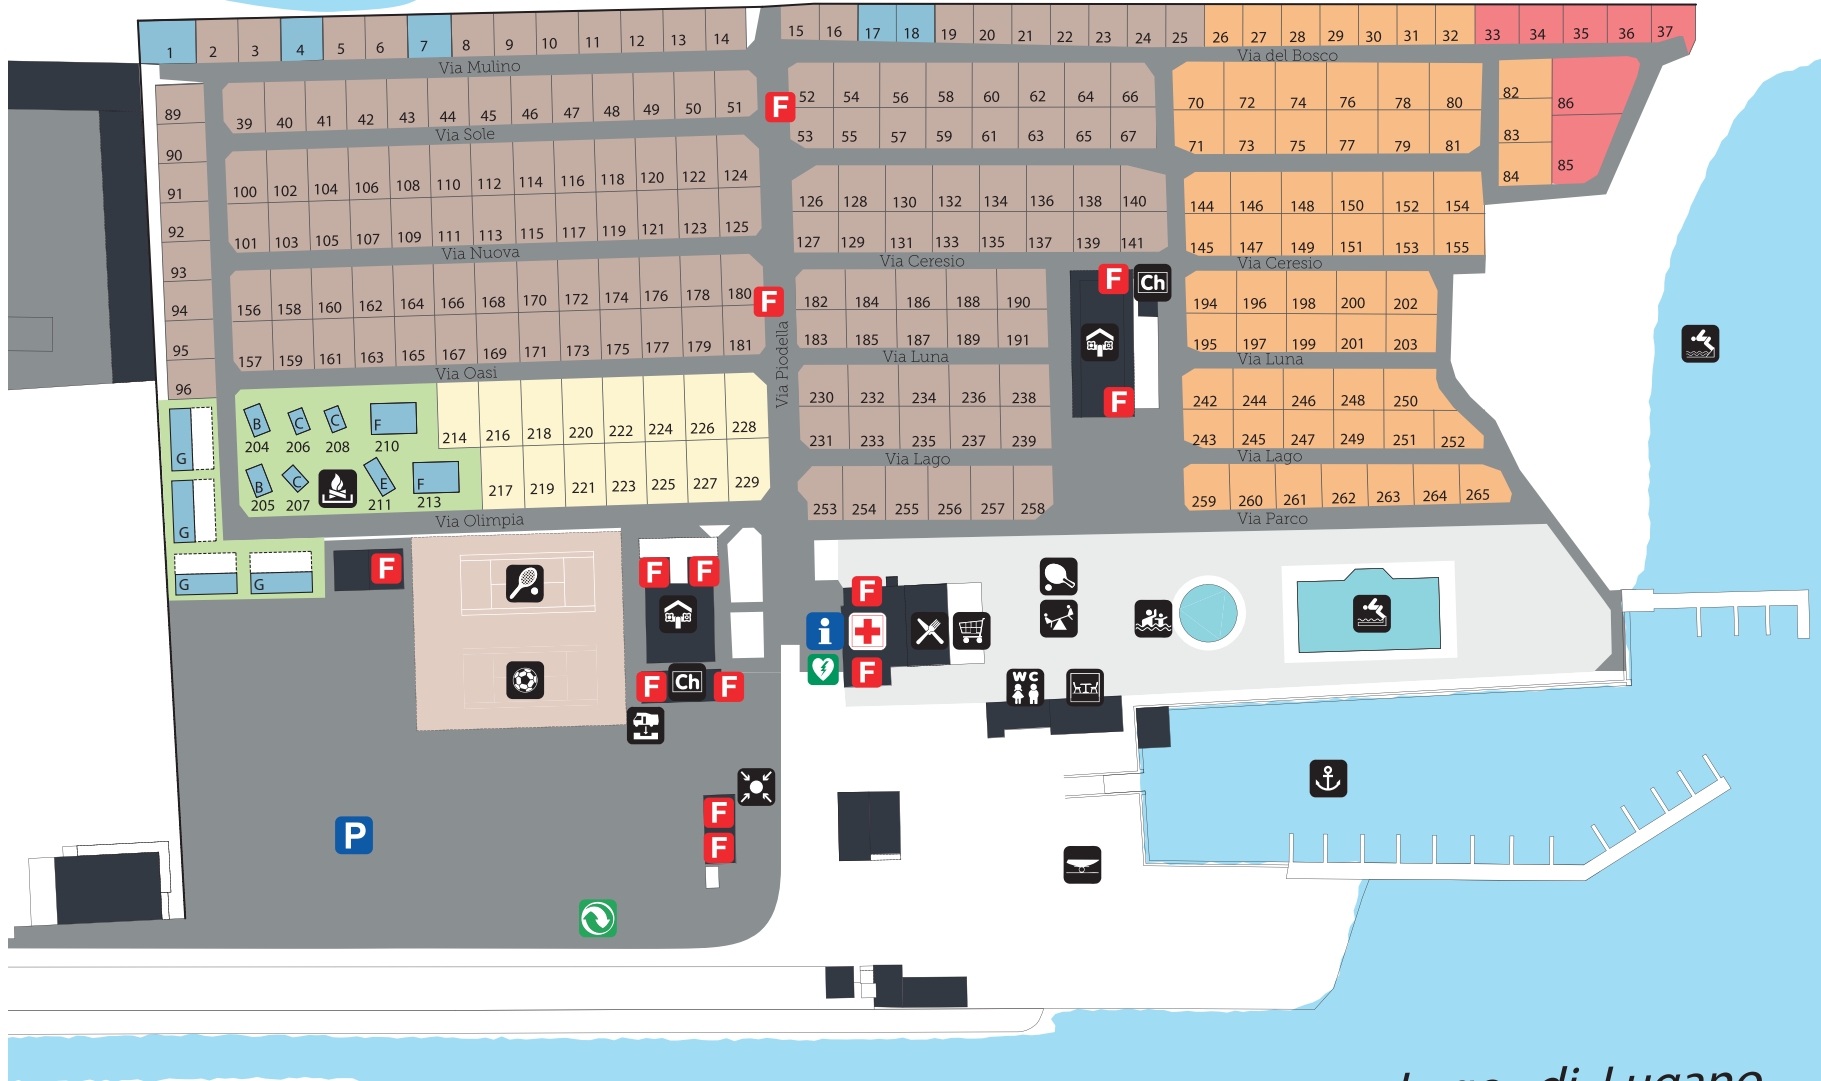 1 2 3 4 5 6 7 8 9 10 11 12 13 14 15 16 17 18 19 20 21 22 23 24 25 26 27 28 29 30 31 32 33 34 35 36 37
Via Mulino
Via del Bosco
89 39 40 41 42 43 44 45 46 47 48 49 50 51 F 52 54 56 58 60 62 64 66 70 72 74 76 78 80 82 86
Via Sole
53 55 57 59 61 63 65 67 71 73 75 77 79 81 83
90
84 85
91 100 102 104 106 108 110 112 114 116 118 120 122 124 126 128 130 132 134 136 138 140 144 146 148 150 152 154
92 101 103 105 107 109 111 113 115 117 119 121 123 125 127 129 131 133 135 137 139 141 145 147 149 151 153 155
Via Nuova
Via Ceresio
Via Ceresio
93
F Ch
94 156 158 160 162 164 166 168 170 172 174 176 178 180 F 182 184 186 188 190 194 196 198 200 202
95 157 159 161 163 165 167 169 171 173 175 177 179 181 183 185 187 189 191 195 197 199 201 203
Via Piodella
Via Oasi
Via Luna
Via Luna
96
F
B C C F
204 206 208 210 214 216 218 220 222 224 226 228 230 232 234 236 238 242 244 246 248 250
G
231 233 235 237 239 243 245 247 249 251 252
Via Lago
Via Lago
B C E F
205 207 211 213 217 219 221 223 225 227 229 253 254 255 256 257 258 259 260 261 262 263 264 265
G
Via Olimpia
Via Parco
G G F F F F
i
F
F Ch F
WC
F
F
P
Lago di Lugano